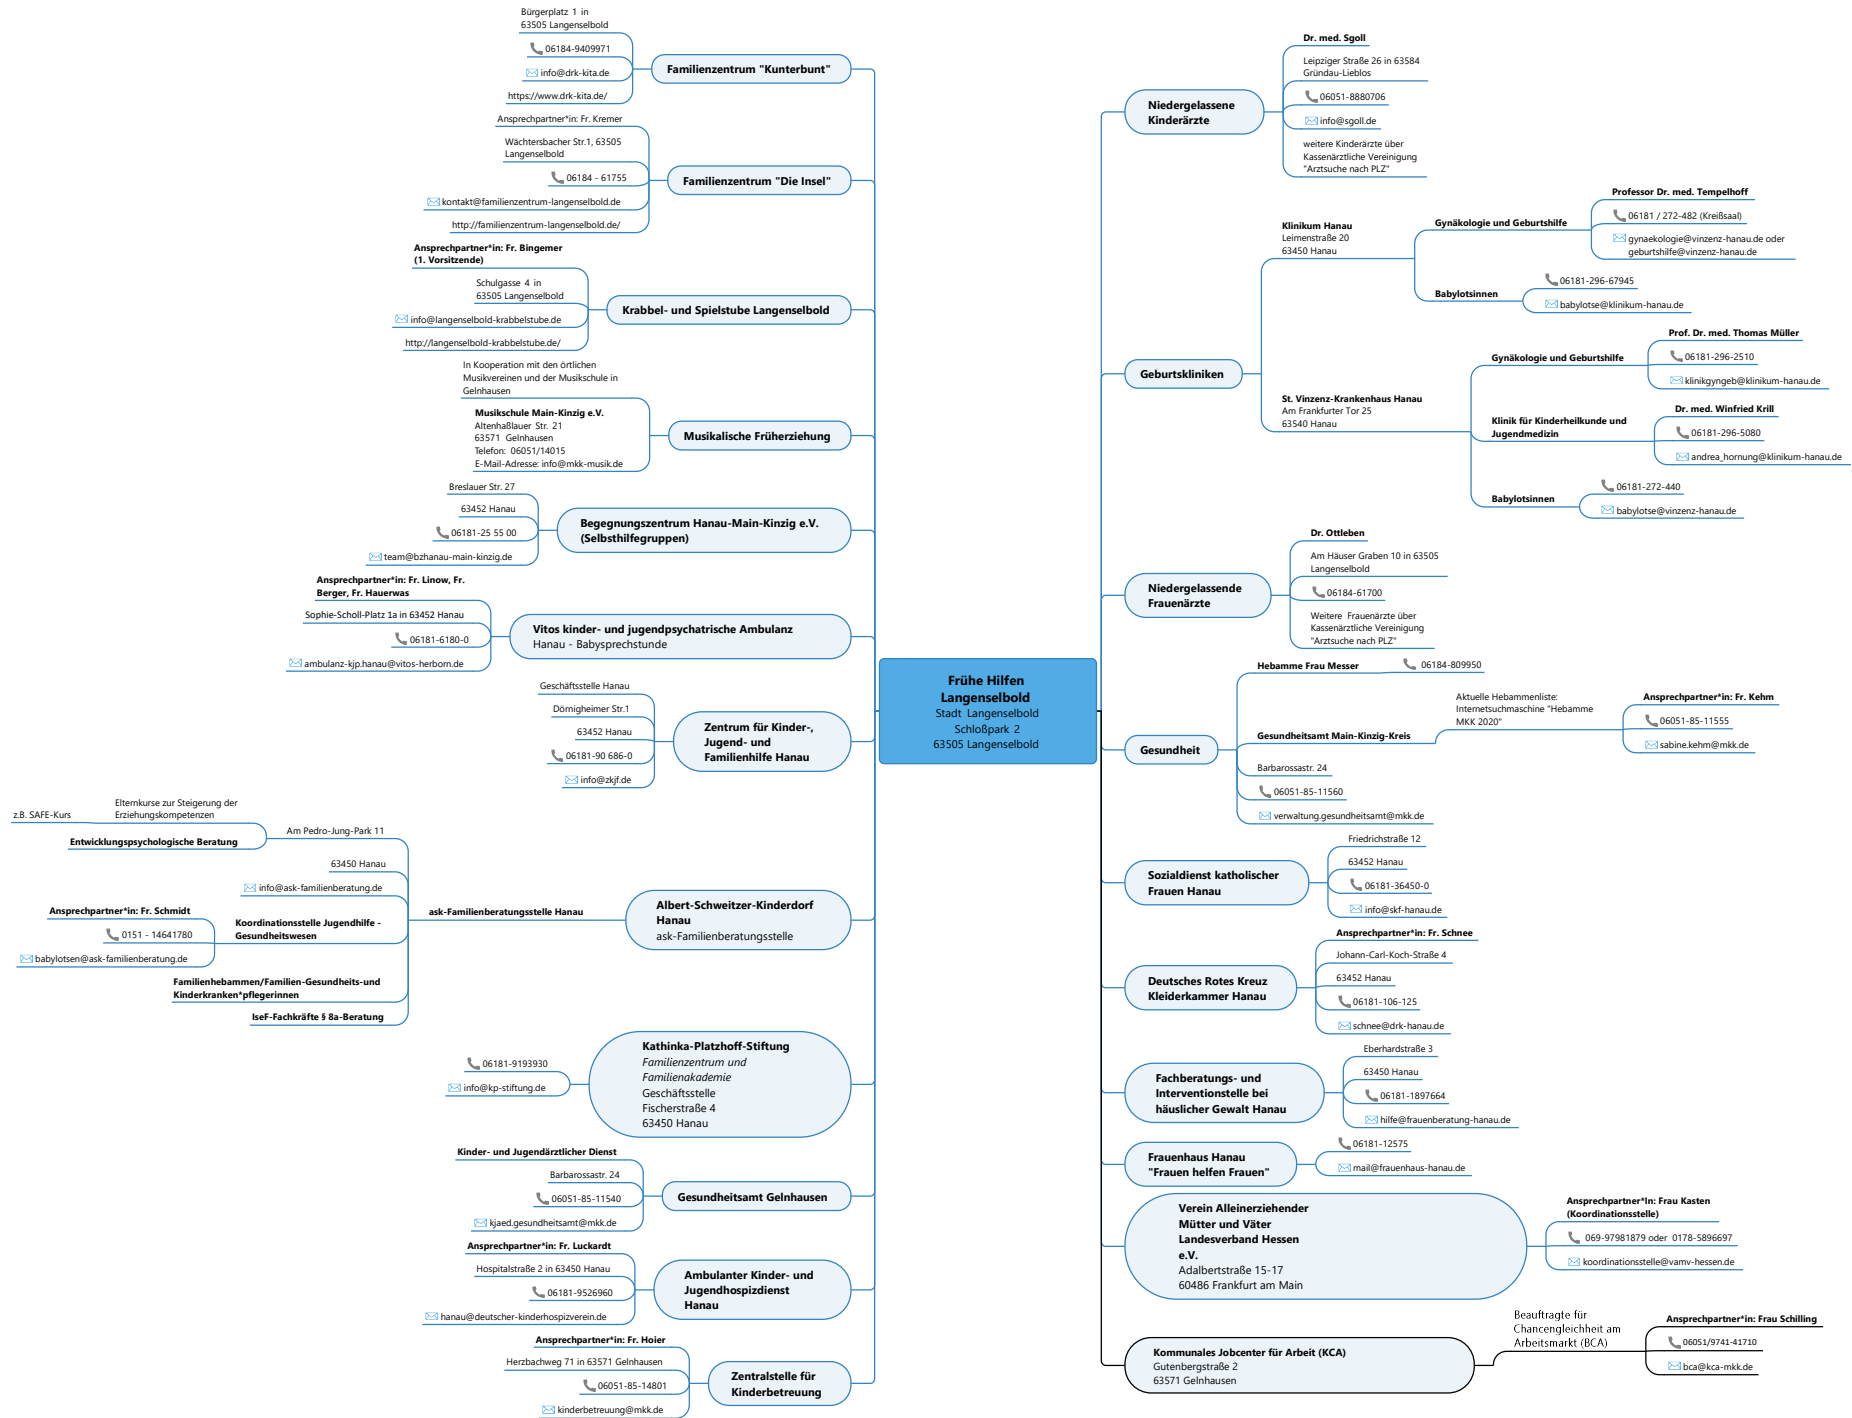 Frühe Hilfen
Langenselbold
Stadt Langenselbold
Schloßpark 2
63505 Langenselbold
Familienzentrum "Kunterbunt"
Bürgerplatz 1 in
63505 Langenselbold
06184-9409971
info@drk-kita.de
https://www.drk-kita.de/
Familienzentrum "Die Insel"
Ansprechpartner*in: Fr. Kremer
Wächtersbacher Str.1, 63505
Langenselbold
06184 - 61755
kontakt@familienzentrum-langenselbold.de
http://familienzentrum-langenselbold.de/
Krabbel- und Spielstube Langenselbold
Ansprechpartner*in: Fr. Bingemer
(1. Vorsitzende)
Schulgasse 4 in
63505 Langenselbold
info@langenselbold-krabbelstube.de
http://langenselbold-krabbelstube.de/
Musikalische Früherziehung
In Kooperation mit den örtlichen
Musikvereinen und der Musikschule in
Gelnhausen
Musikschule Main-Kinzig e.V.
Altenhaßlauer Str. 21
63571 Gelnhausen
Telefon: 06051/14015
E-Mail-Adresse: info@mkk-musik.de
Begegnungszentrum Hanau-Main-Kinzig e.V.
(Selbsthilfegruppen)
Breslauer Str. 27
63452 Hanau
06181-25 55 00
team@bzhanau-main-kinzig.de
Vitos kinder- und jugendpsychatrische Ambulanz
Hanau - Babysprechstunde
Ansprechpartner*in: Fr. Linow, Fr.
Berger, Fr. Hauerwas
Sophie-Scholl-Platz 1a in 63452 Hanau
06181-6180-0
ambulanz-kjp.hanau@vitos-herborn.de
Zentrum für Kinder-,
Jugend- und
Familienhilfe Hanau
Geschäftsstelle Hanau
Dörnigheimer Str.1
63452 Hanau
06181-90 686-0
info@zkjf.de
Albert-Schweitzer-Kinderdorf
Hanau
ask-Familienberatungsstelle
ask-Familienberatungsstelle Hanau
Am Pedro-Jung-Park 11
Elternkurse zur Steigerung der
Erziehungskompetenzen
z.B. SAFE-Kurs
Entwicklungspsychologische Beratung
63450 Hanau
info@ask-familienberatung.de
Koordinationsstelle Jugendhilfe -
Gesundheitswesen
Ansprechpartner*in: Fr. Schmidt
0151 - 14641780
babylotsen@ask-familienberatung.de
Familienhebammen/Familien-Gesundheits-und
Kinderkranken*pflegerinnen
IseF-Fachkräfte § 8a-Beratung
Kathinka-Platzhoff-Stiftung
Familienzentrum und
Familienakademie
Geschäftsstelle
Fischerstraße 4
63450 Hanau
06181-9193930
info@kp-stiftung.de
Gesundheitsamt Gelnhausen
Kinder- und Jugendärztlicher Dienst
Barbarossastr. 24
06051-85-11540
kjaed.gesundheitsamt@mkk.de
Ambulanter Kinder- und
Jugendhospizdienst
Hanau
Ansprechpartner*in: Fr. Luckardt
Hospitalstraße 2 in 63450 Hanau
06181-9526960
hanau@deutscher-kinderhospizverein.de
Zentralstelle für
Kinderbetreuung
Ansprechpartner*in: Fr. Hoier
Herzbachweg 71 in 63571 Gelnhausen
06051-85-14801
kinderbetreuung@mkk.de
Niedergelassene
Kinderärzte
Dr. med. Sgoll
Leipziger Straße 26 in 63584
Gründau-Lieblos
06051-8880706
info@sgoll.de
weitere Kinderärzte über
Kassenärztliche Vereinigung
"Arztsuche nach PLZ"
Geburtskliniken
Klinikum Hanau
Leimenstraße 20
63450 Hanau
Gynäkologie und Geburtshilfe
Professor Dr. med. Tempelhoff
06181 / 272-482 (Kreißsaal)
gynaekologie@vinzenz-hanau.de oder
geburtshilfe@vinzenz-hanau.de
Babylotsinnen
06181-296-67945
babylotse@klinikum-hanau.de
St. Vinzenz-Krankenhaus Hanau
Am Frankfurter Tor 25
63540 Hanau
Gynäkologie und Geburtshilfe
Prof. Dr. med. Thomas Müller
06181-296-2510
klinikgyngeb@klinikum-hanau.de
Klinik für Kinderheilkunde und
Jugendmedizin
Dr. med. Winfried Krill
06181-296-5080
andrea_hornung@klinikum-hanau.de
Babylotsinnen
06181-272-440
babylotse@vinzenz-hanau.de
Niedergelassende
Frauenärzte
Dr. Ottleben
Am Häuser Graben 10 in 63505
Langenselbold
06184-61700
Weitere Frauenärzte über
Kassenärztliche Vereinigung
"Arztsuche nach PLZ"
Gesundheit
Hebamme Frau Messer
06184-809950
Gesundheitsamt Main-Kinzig-Kreis
Aktuelle Hebammenliste:
Internetsuchmaschine "Hebamme
MKK 2020"
Ansprechpartner*in: Fr. Kehm
06051-85-11555
sabine.kehm@mkk.de
Barbarossastr. 24
06051-85-11560
verwaltung.gesundheitsamt@mkk.de
Sozialdienst katholischer
Frauen Hanau
Friedrichstraße 12
63452 Hanau
06181-36450-0
info@skf-hanau.de
Deutsches Rotes Kreuz
Kleiderkammer Hanau
Ansprechpartner*in: Fr. Schnee
Johann-Carl-Koch-Straße 4
63452 Hanau
06181-106-125
schnee@drk-hanau.de
Fachberatungs- und
Interventionstelle bei
häuslicher Gewalt Hanau
Eberhardstraße 3
63450 Hanau
06181-1897664
hilfe@frauenberatung-hanau.de
Frauenhaus Hanau
"Frauen helfen Frauen"
06181-12575
mail@frauenhaus-hanau.de
Verein Alleinerziehender
Mütter und Väter
Landesverband Hessen
e.V.
Adalbertstraße 15-17
60486 Frankfurt am Main
Ansprechpartner*In: Frau Kasten
(Koordinationsstelle)
069-97981879 oder 0178-5896697
koordinationsstelle@vamv-hessen.de
Kommunales Jobcenter für Arbeit (KCA)
Gutenbergstraße 2
63571 Gelnhausen
Beauftragte für
Chancengleichheit am
Arbeitsmarkt (BCA)
Ansprechpartner*in: Frau Schilling
06051/9741-41710
bca@kca-mkk.de